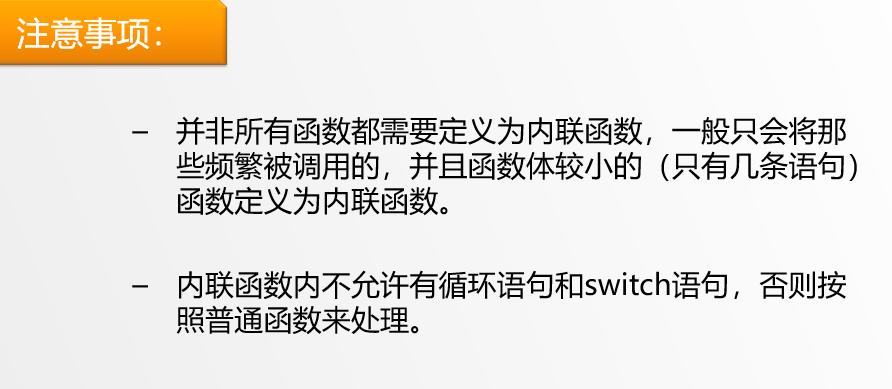 注意事项：
– 并非所有函数都需要定义为内联函数，一般只会将那
些频繁被调用的，并且函数体较小的（只有几条语句）
函数定义为内联函数。
– 内联函数内不允许有循环语句和switch语句，否则按
照普通函数来处理。